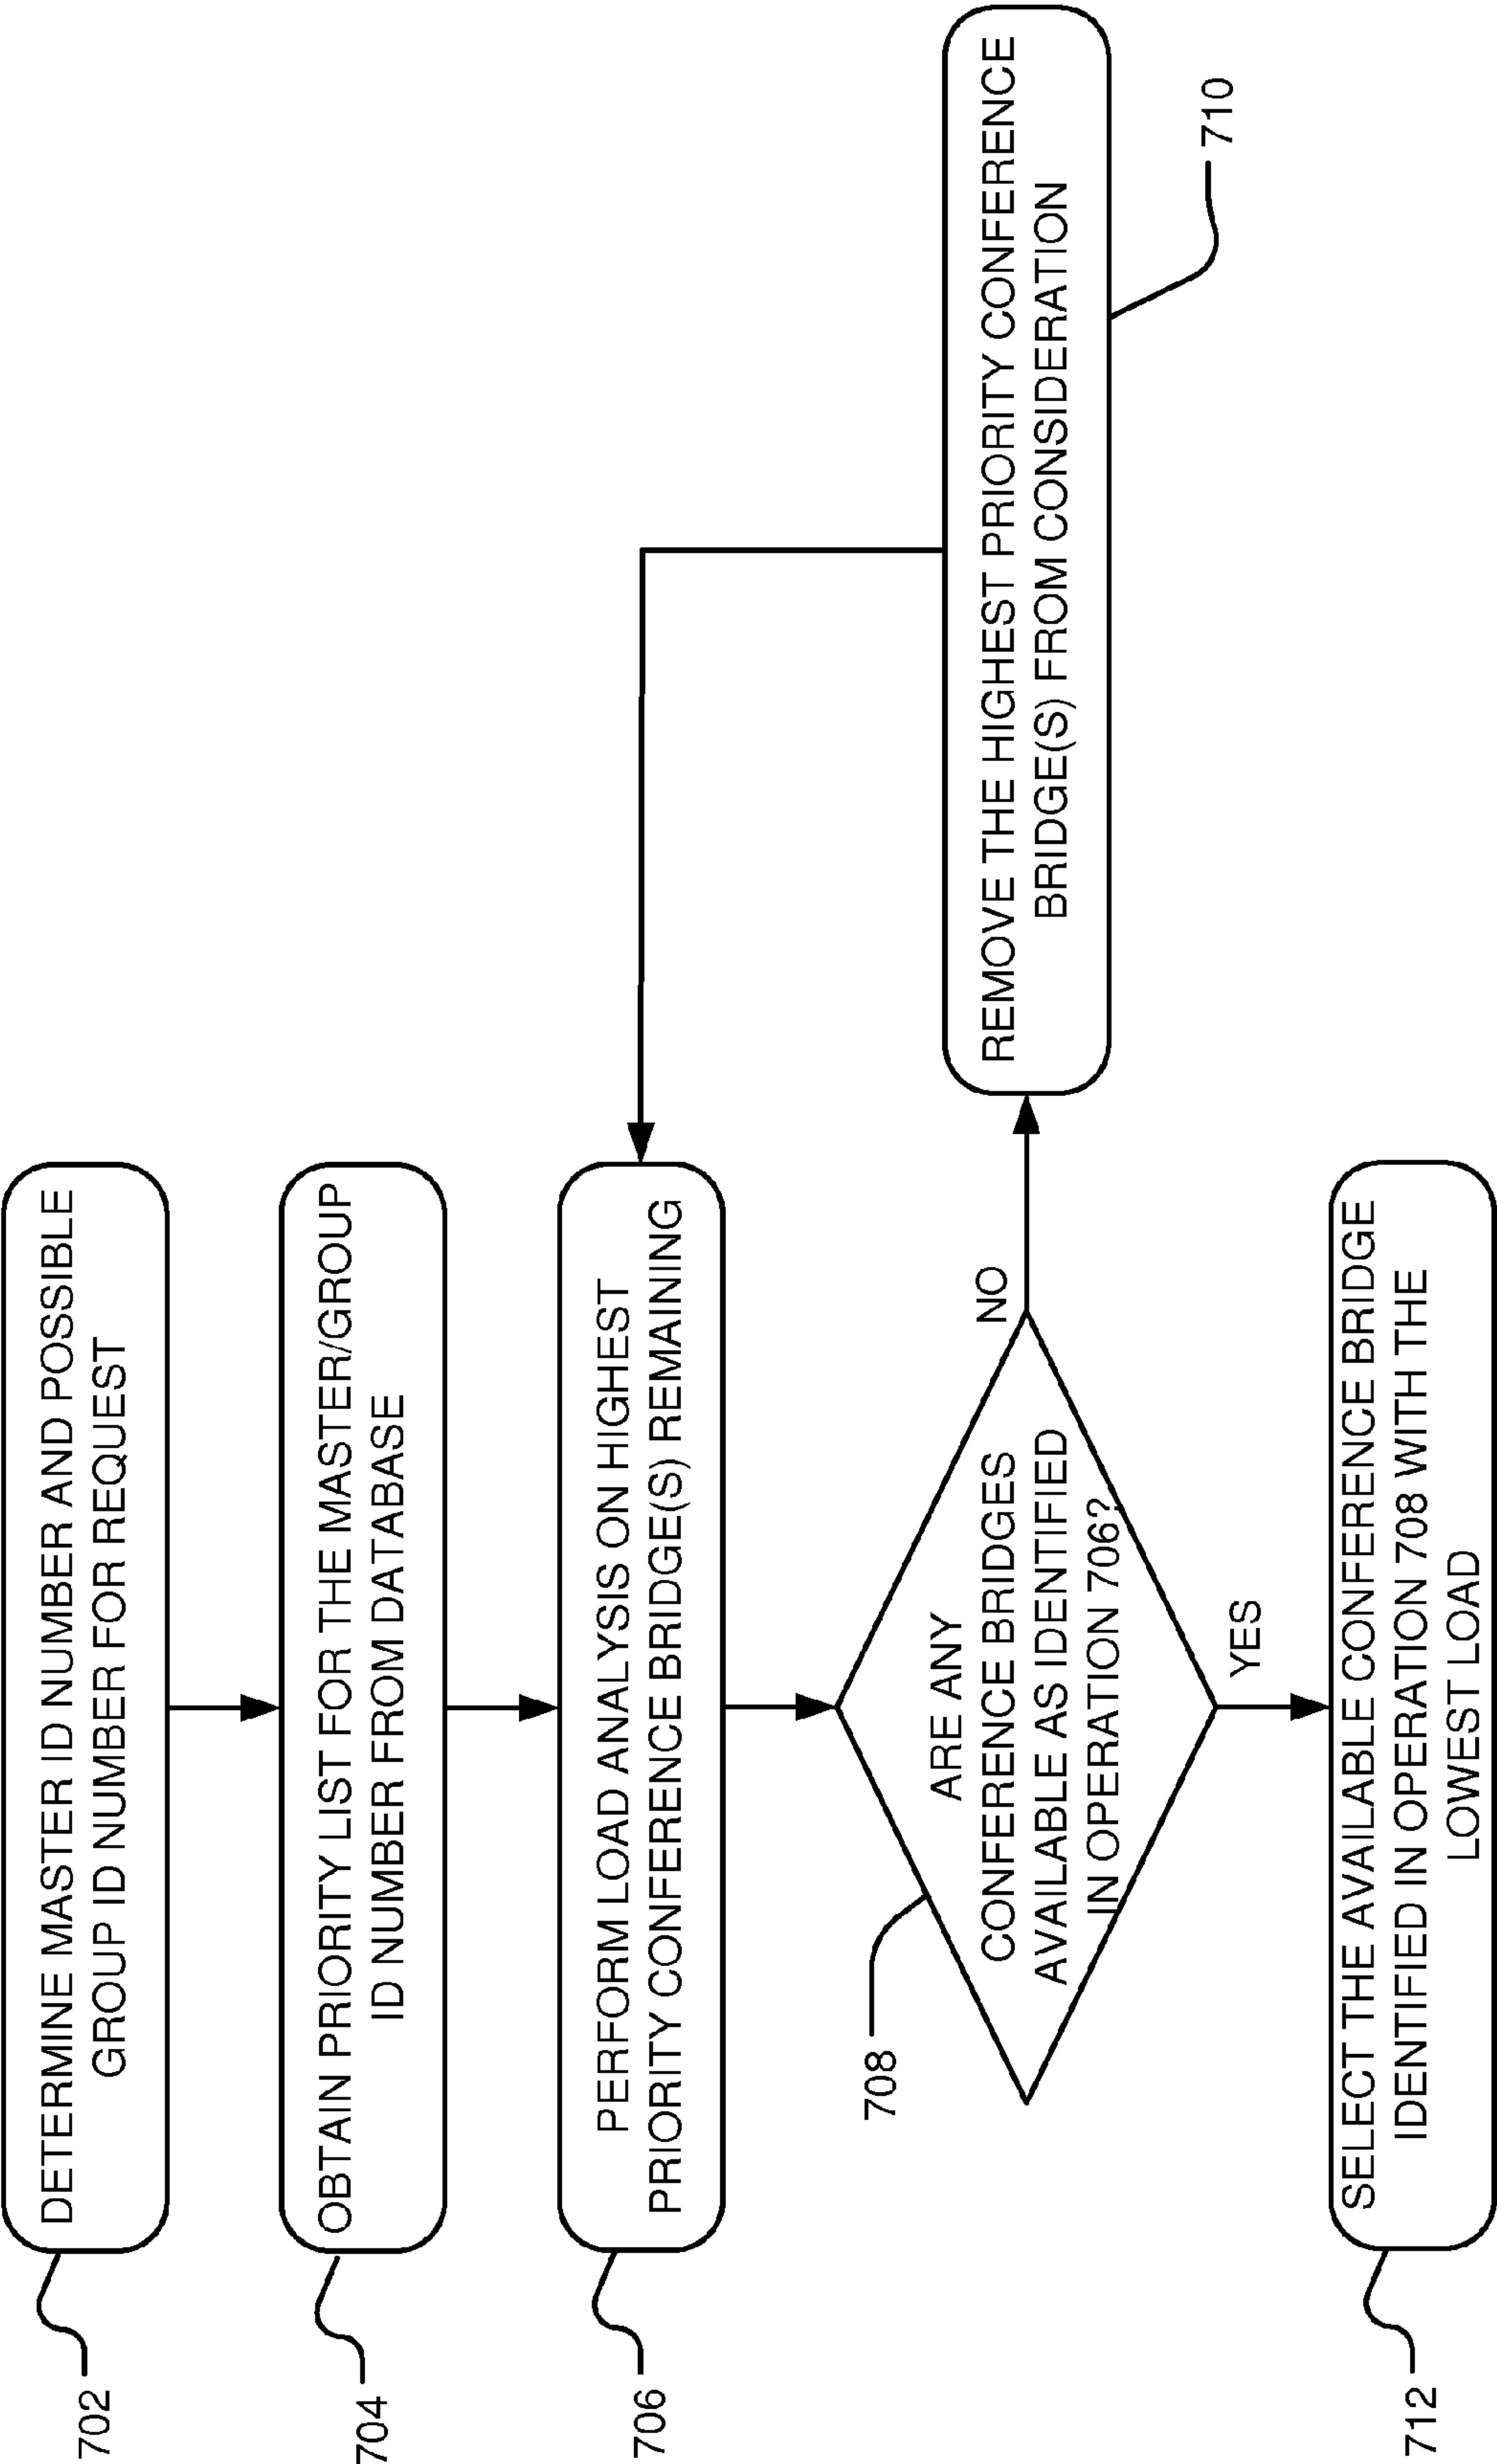 702
DETERMINE MASTER ID NUMBER AND POSSIBLE
GROUP ID NUMBER FOR REQUEST
704
OBTAIN PRIORITY LIST FOR THE MASTER/GROUP
ID NUMBER FROM DATABASE
706
PERFORM LOAD ANALYSIS ON HIGHEST
PRIORITY CONFERENCE BRIDGE(S) REMAINING
708
ARE ANY
CONFERENCE BRIDGES
AVAILABLE AS IDENTIFIED
IN OPERATION 706?
NO
REMOVE THE HIGHEST PRIORITY CONFERENCE
BRIDGE(S) FROM CONSIDERATION
710
YES
712
SELECT THE AVAILABLE CONFERENCE BRIDGE
IDENTIFIED IN OPERATION 708 WITH THE
LOWEST LOAD